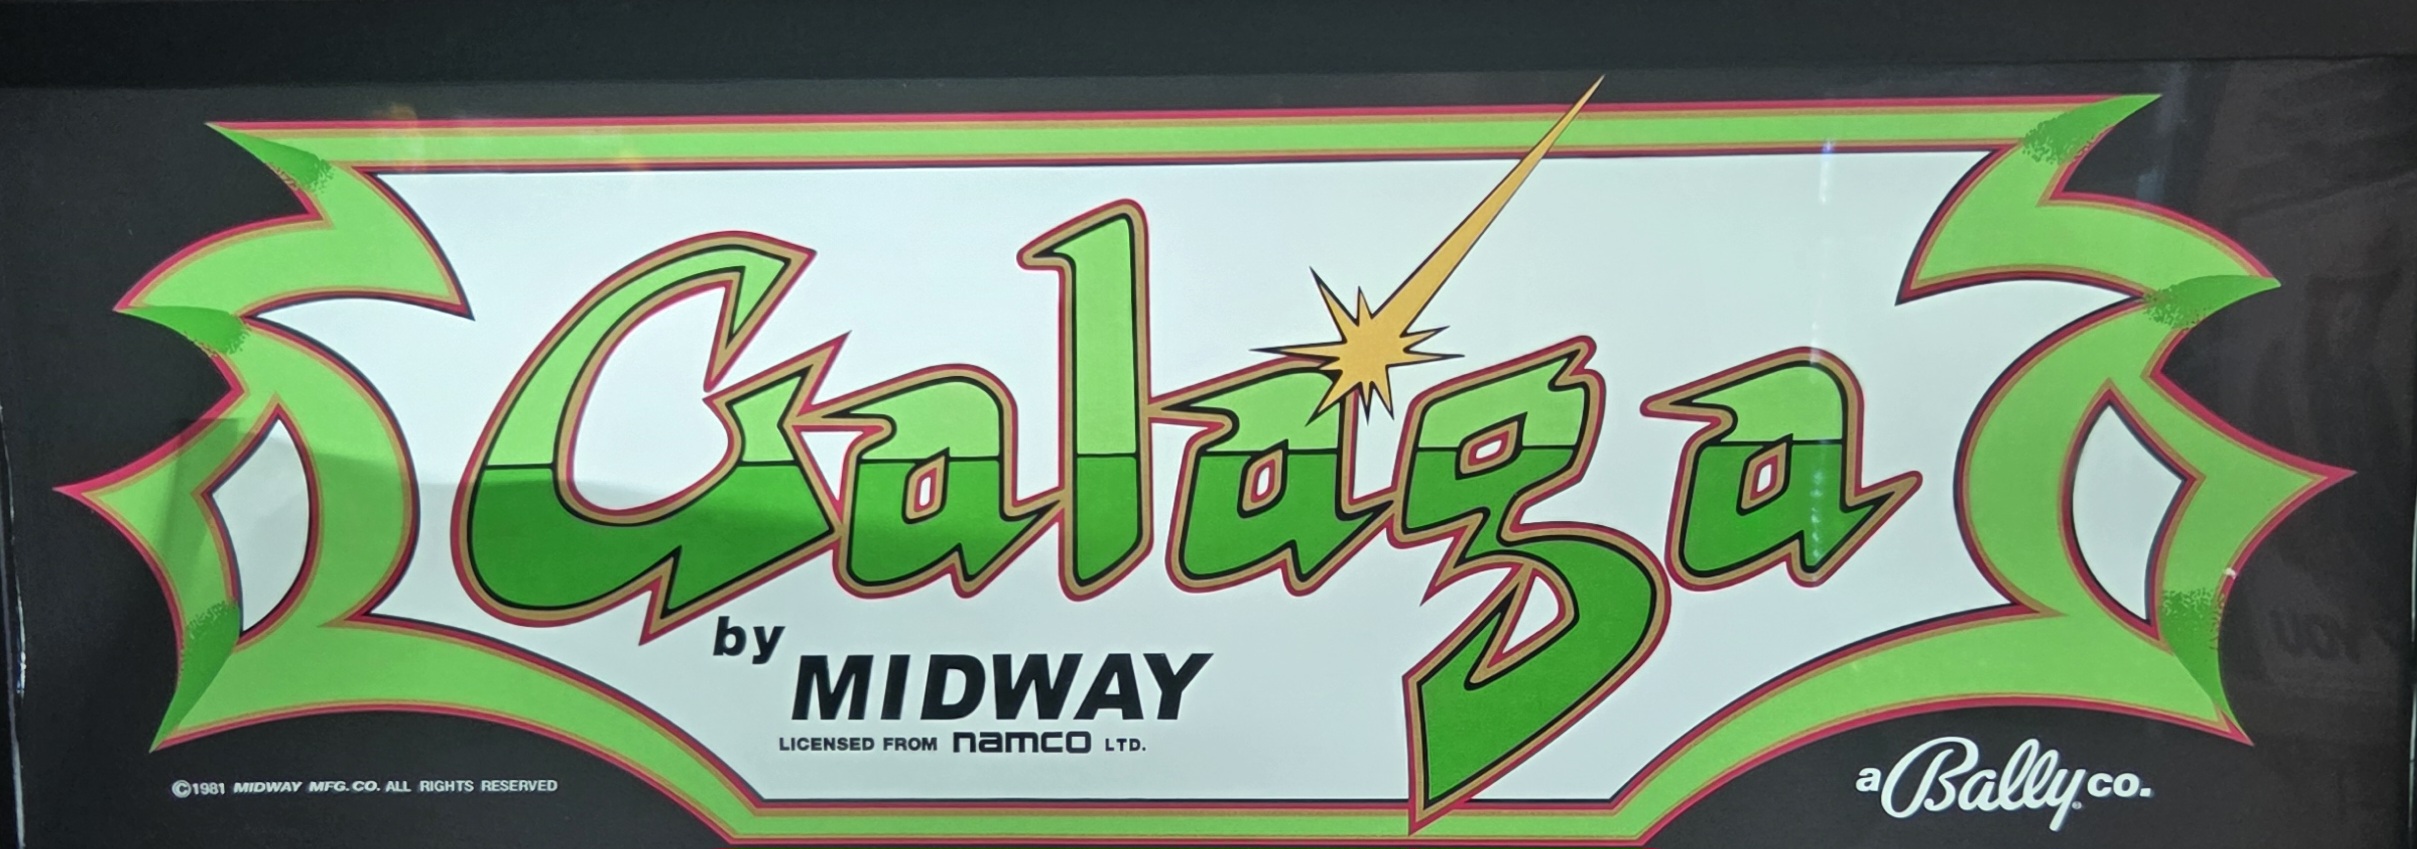 Galaga
by
MIDWAY
LICENSED FROM namco LTD.
©1981 MIDWAY MFG. CO. ALL RIGHTS RESERVED
a Bally co.